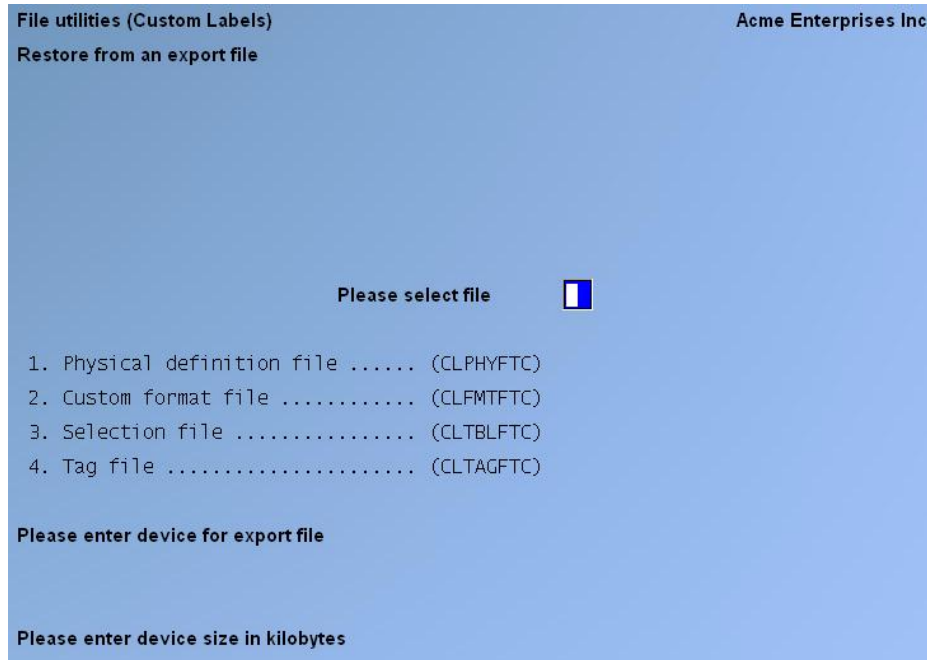 File utilities (Custom Labels) Acme Enterprises Inc
Restore from an export file
Please select file
1. Physical definition file ...... (CLPHYFTC)
2. Custom format file ............ (CLFMTFTC)
3. Selection file ................ (CLTBLFTC)
4. Tag file ...................... (CLTAGFTC)
Please enter device for export file
Please enter device size in kilobytes